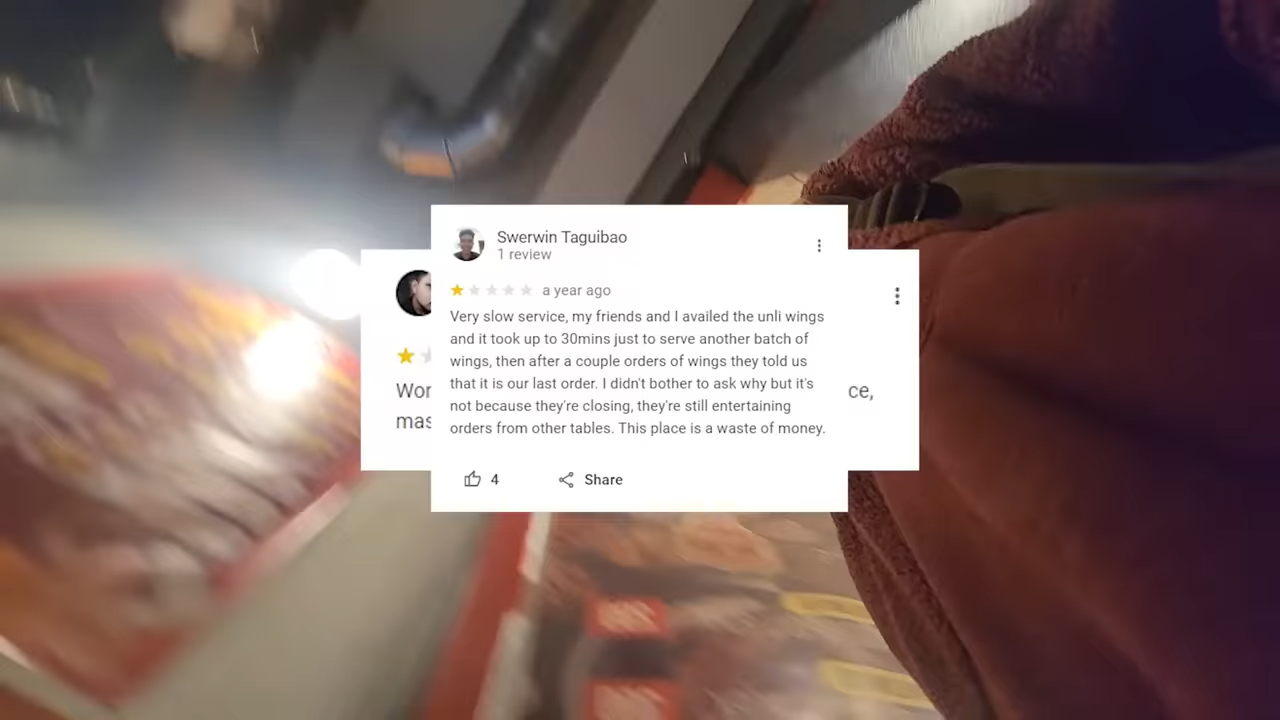 Swerwin Taguibao
1 review
a year ago
Very slow service, my friends and I availed the unli wings
and it took up to 30mins just to serve another batch of
wings, then after a couple orders of wings they told us
that it is our last order. I didn't bother to ask why but it's
not because they're closing, they're still entertaining
orders from other tables. This place is a waste of money.
4 Share
Wor
ce,
mas